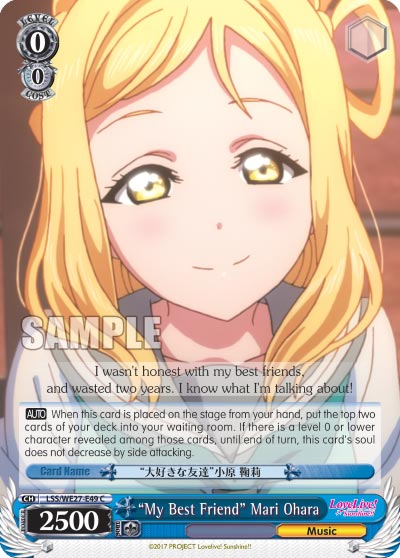 LEVEL
0
0
COST
SAMPLE
I wasn't honest with my best friends,
and wasted two years. I know what I'm talking about!
AUTO When this card is placed on the stage from your hand, put the top two
cards of your deck into your waiting room. If there is a level 0 or lower
character revealed among those cards, until end of turn, this card's soul
does not decrease by side attacking.
Card Name
“大好きな友達”小原 鞠莉
CH LSS/WE27-E49 C
“My Best Friend” Mari Ohara
LoveLive!
Sunshine!!
POWER
2500
Music
©2017 PROJECT Lovelive! Sunshine!!